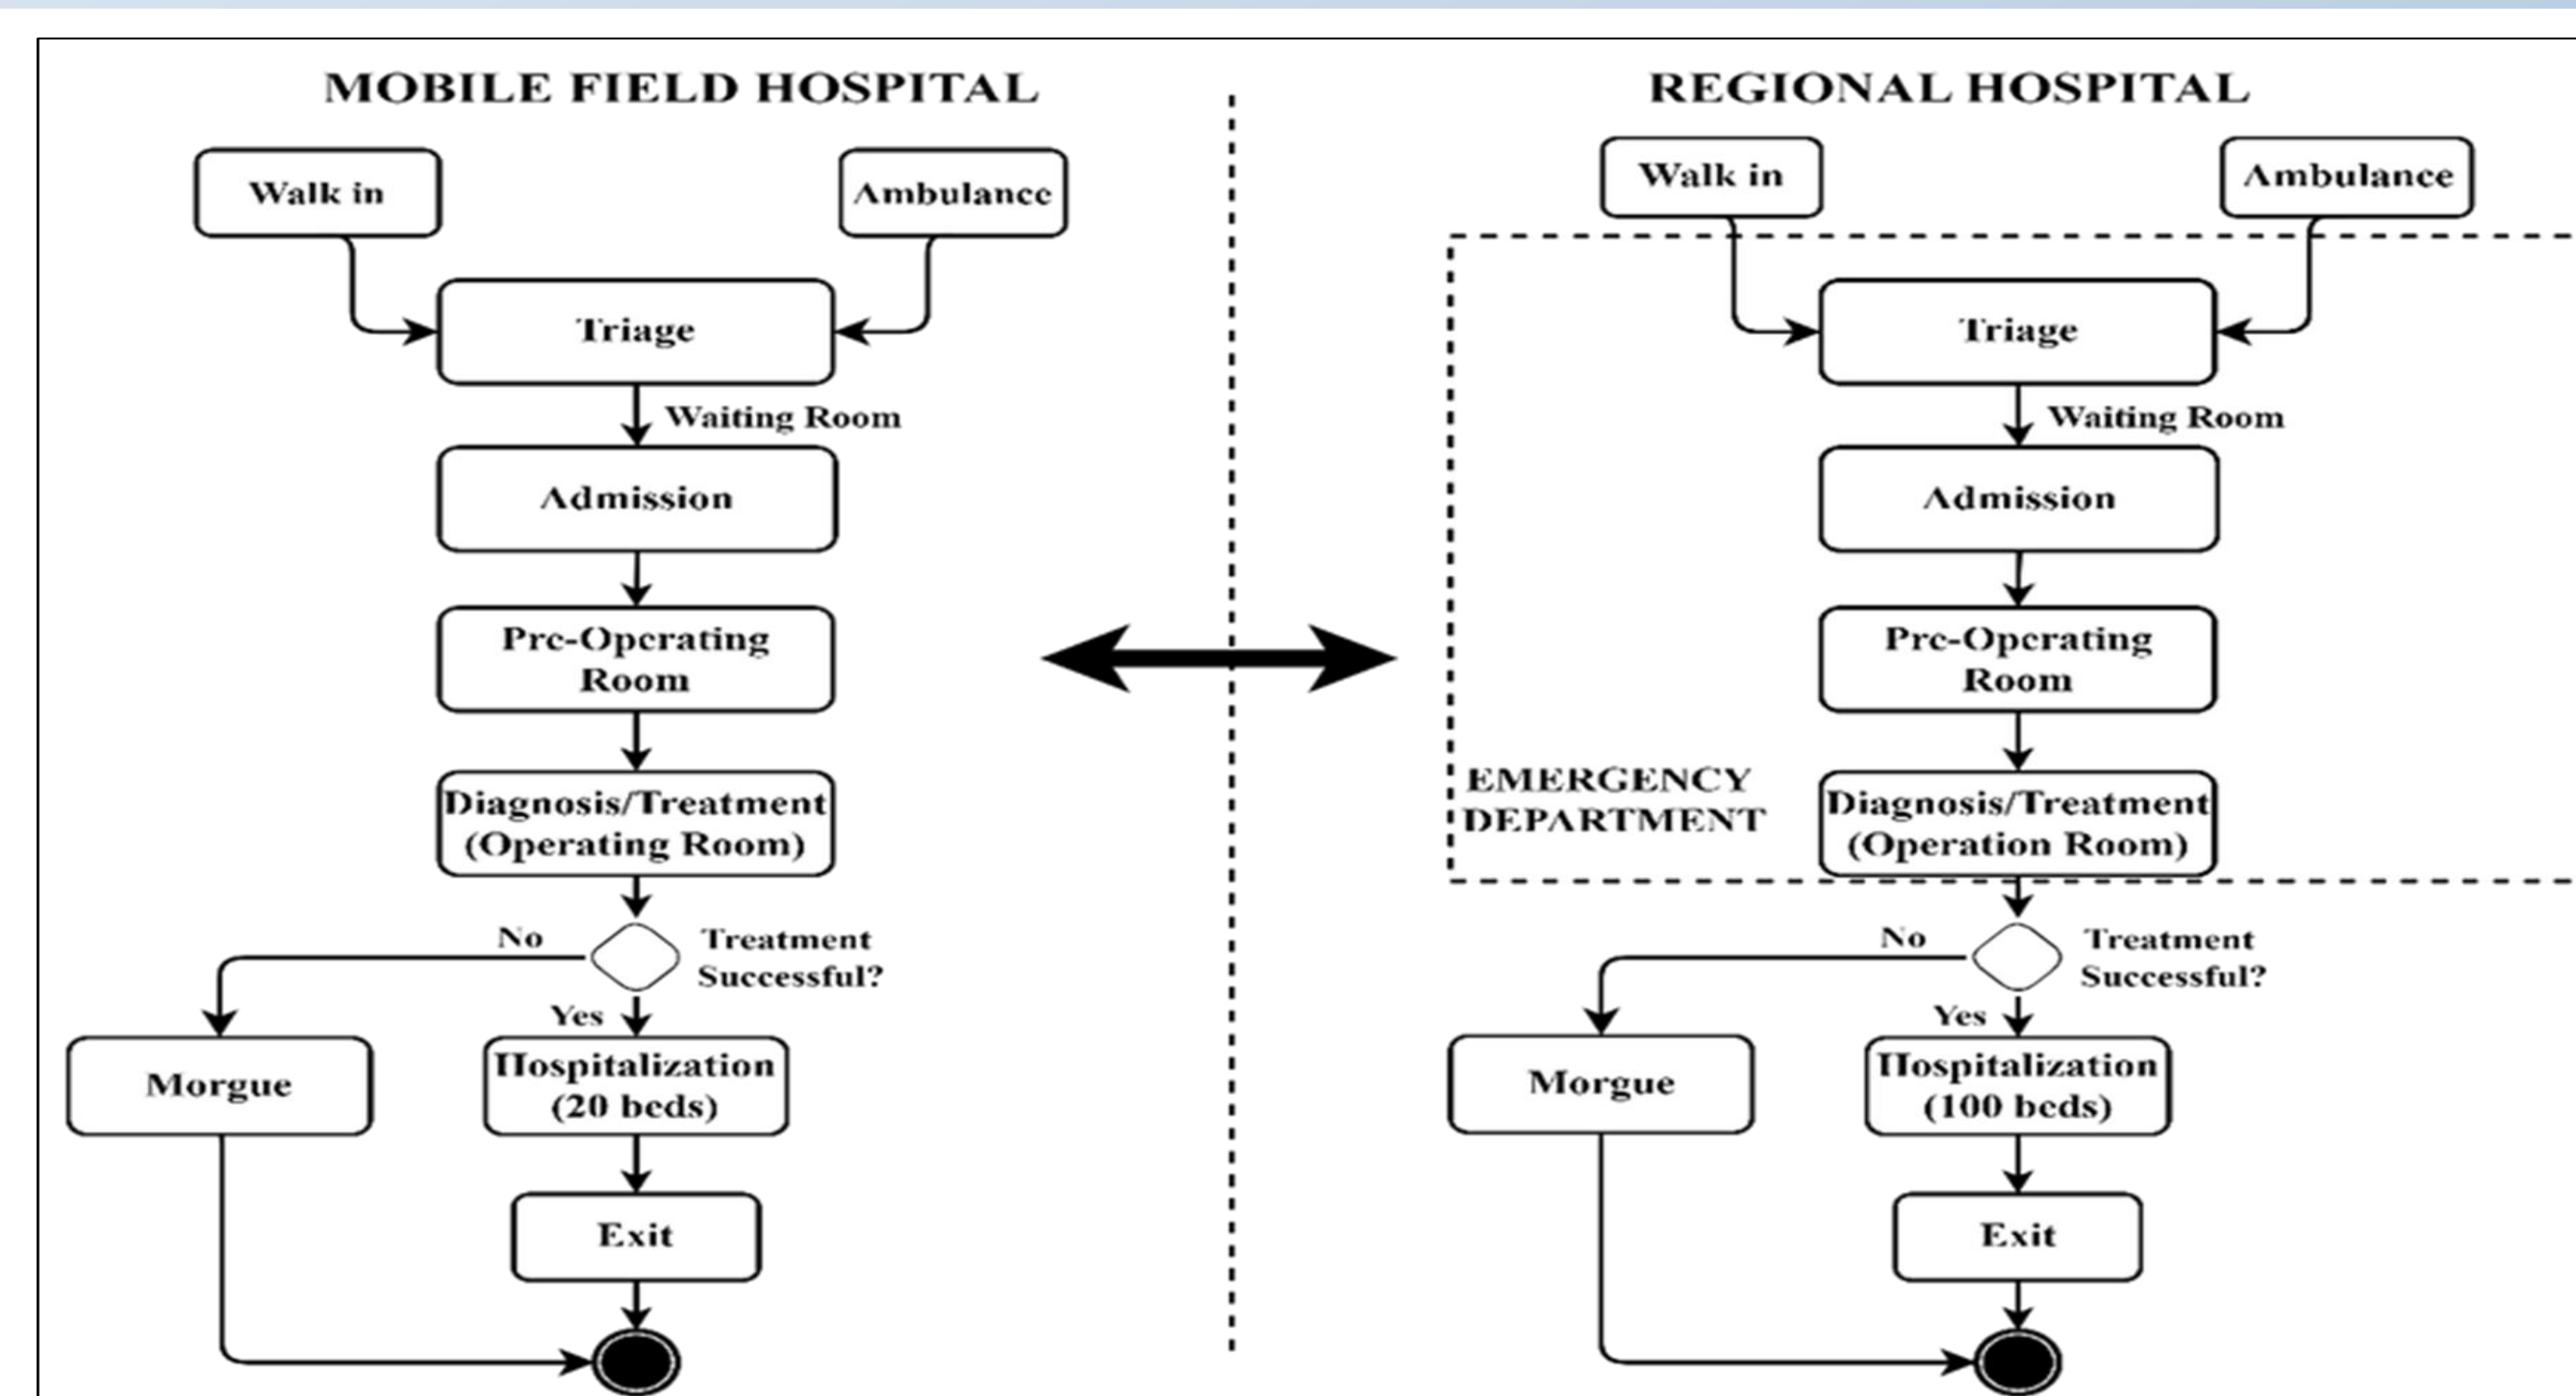 MOBILE FIELD HOSPITAL
Walk in
Ambulance
Triage
Waiting Room
Admission
Pre-Operating
Room
Diagnosis/Treatment
(Operating Room)
No
Treatment
Successful?
Yes
Morgue
Hospitalization
(20 beds)
Exit
REGIONAL HOSPITAL
Walk in
Ambulance
Triage
Waiting Room
Admission
Pre-Operating
Room
EMERGENCY
DEPARTMENT
Diagnosis/Treatment
(Operation Room)
No
Treatment
Successful?
Yes
Morgue
Hospitalization
(100 beds)
Exit